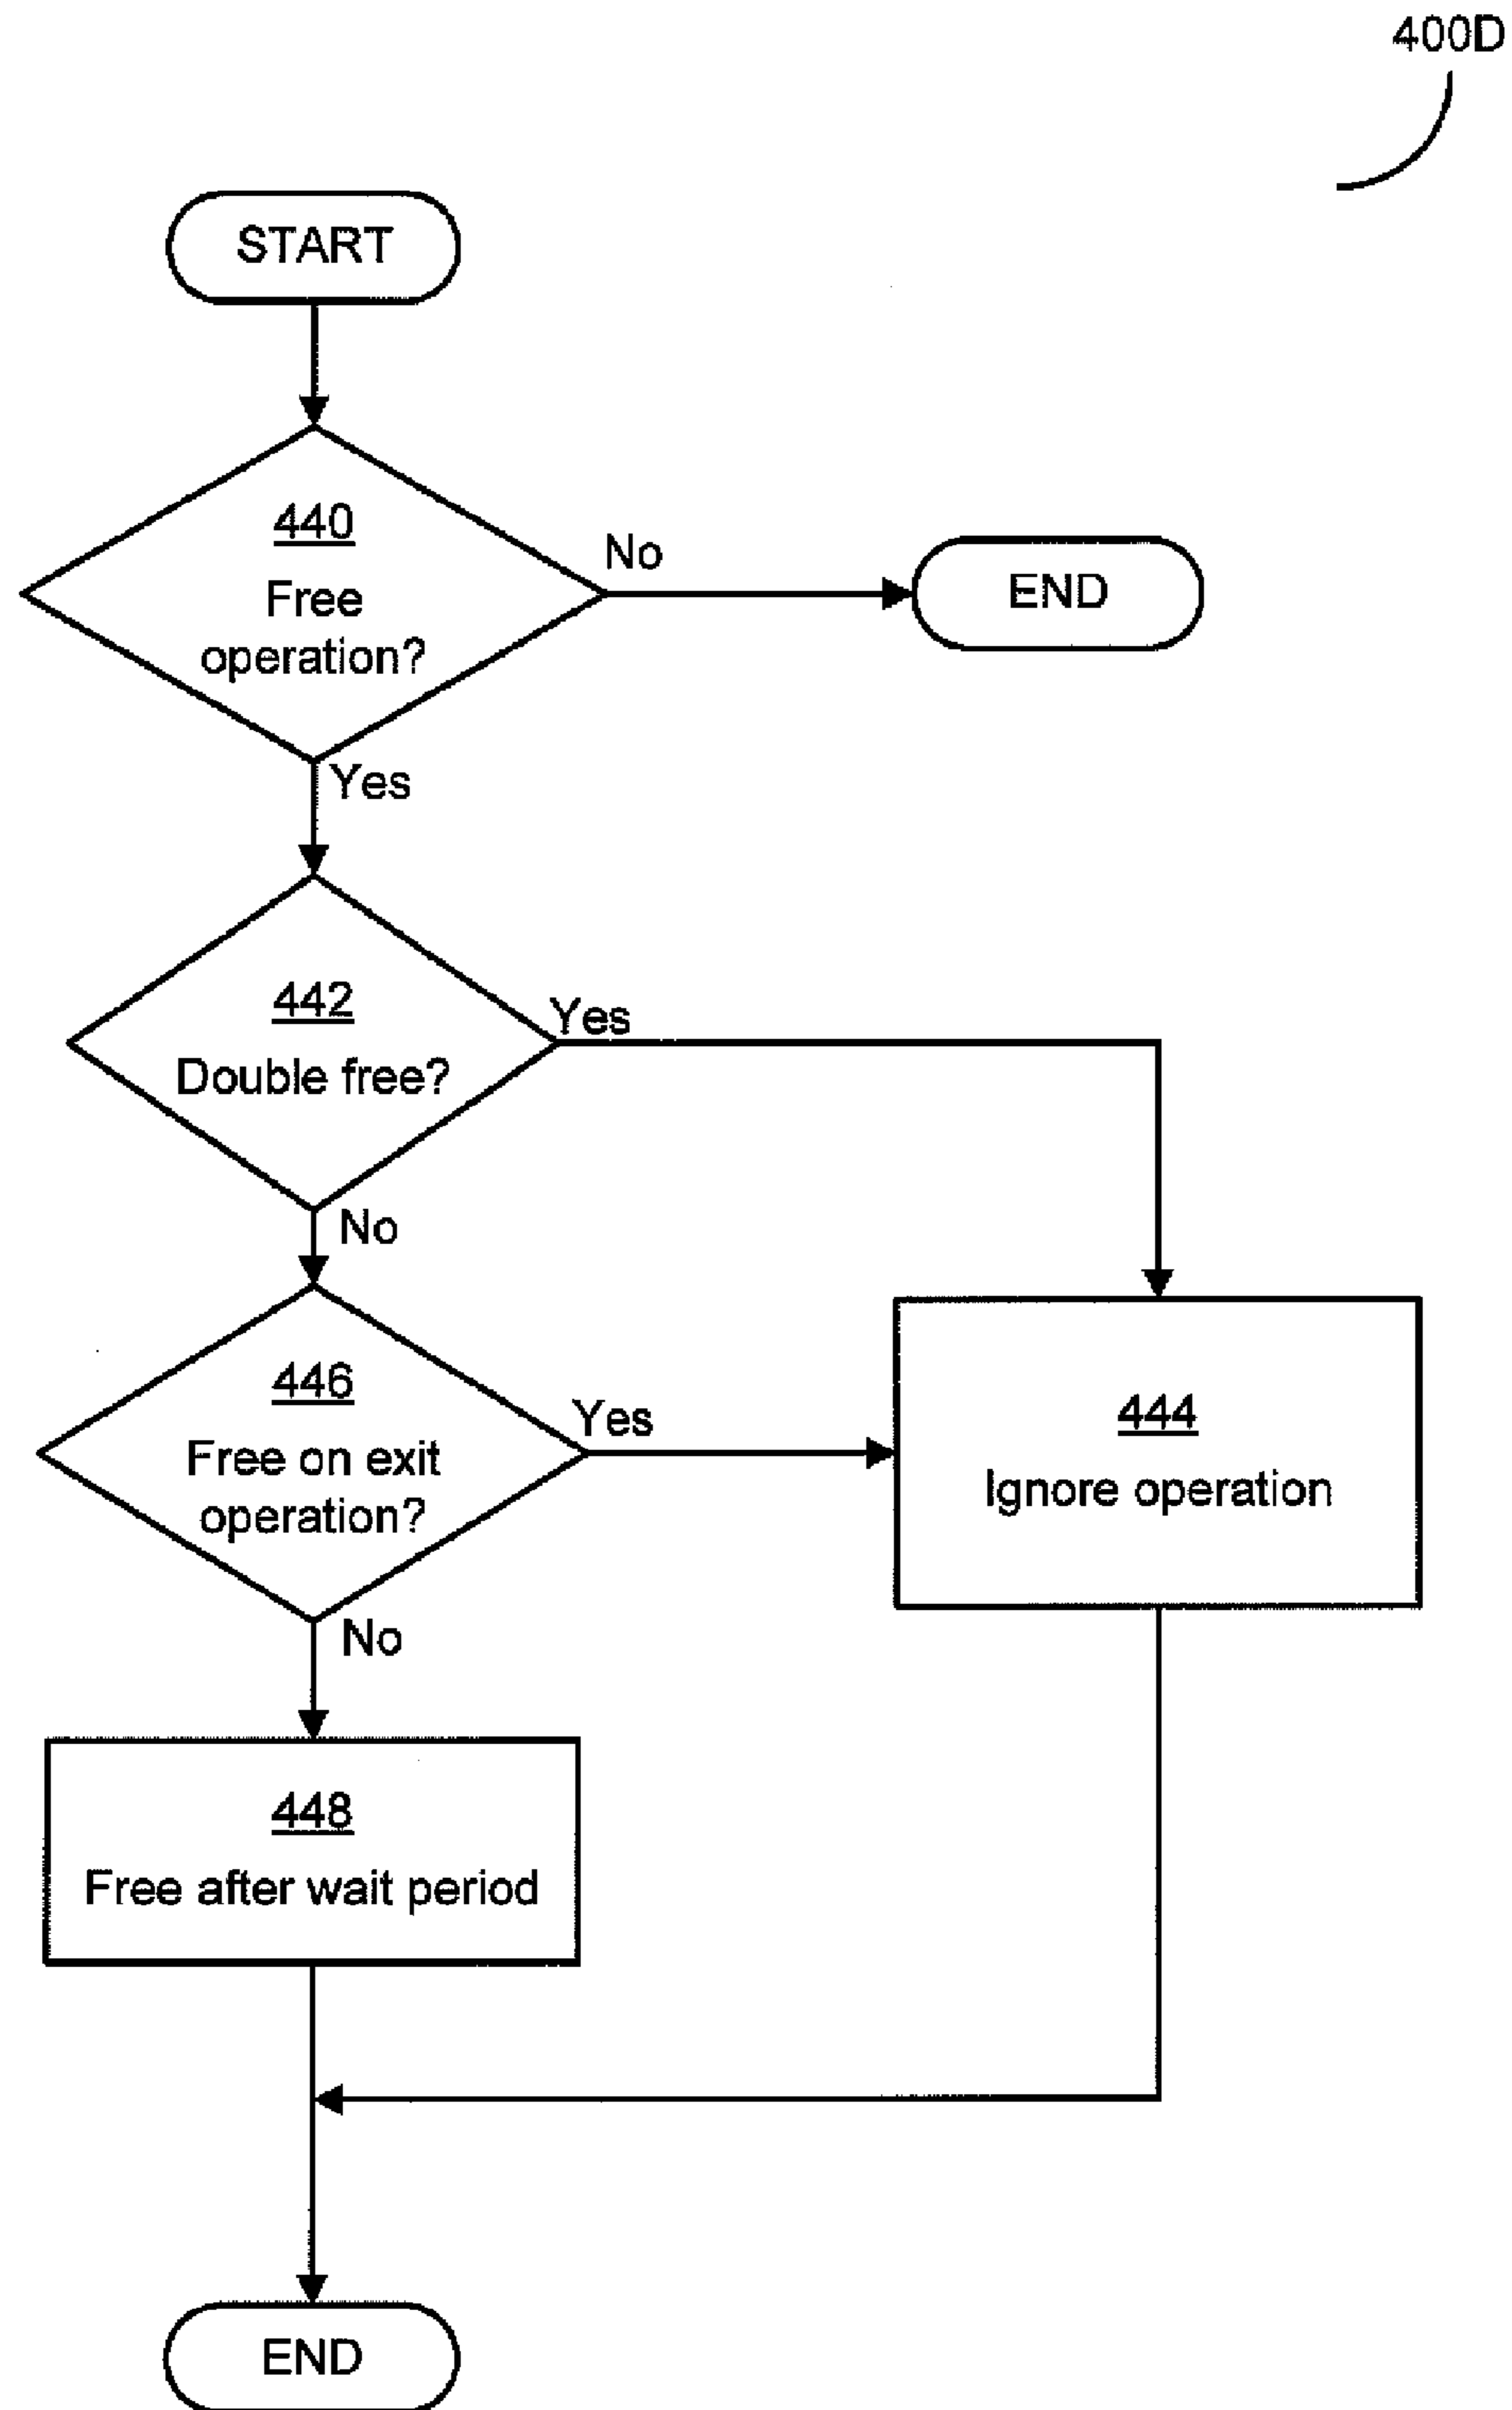 400D
START
440
Free
operation?
No
END
Yes
442
Double free?
Yes
No
446
Free on exit
operation?
Yes
444
Ignore operation
No
448
Free after wait period
END